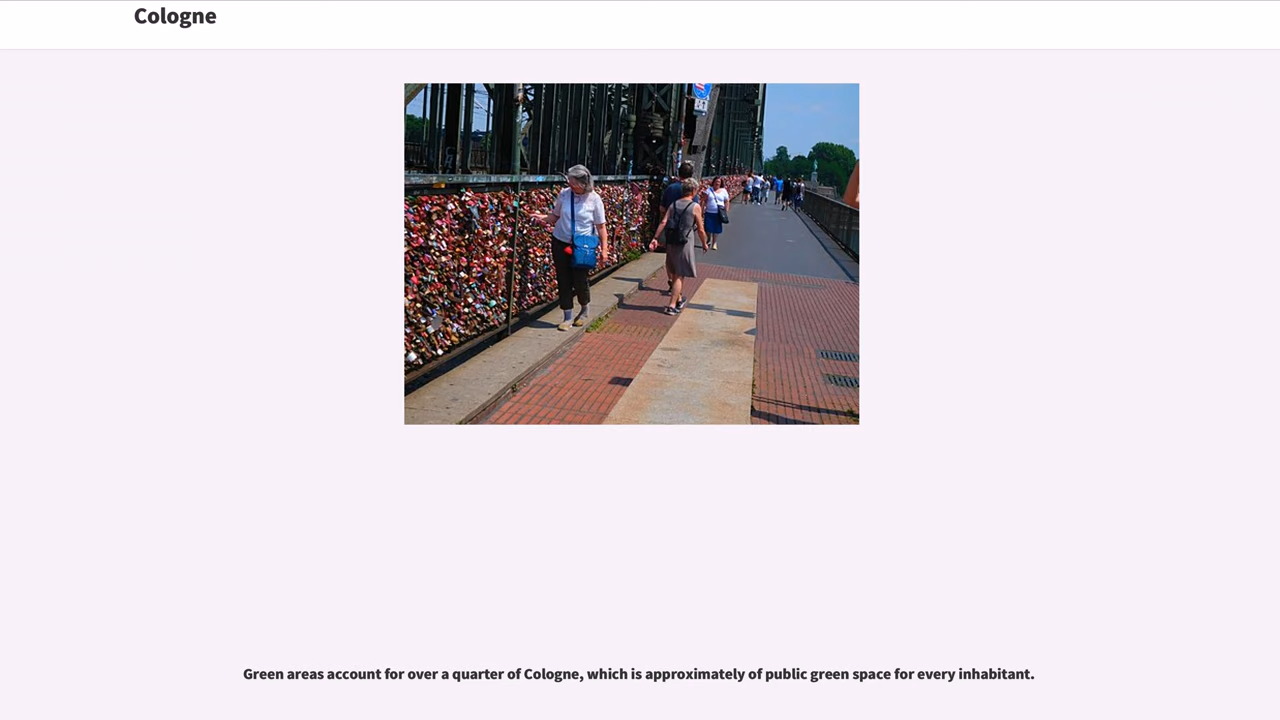 Cologne
Green areas account for over a quarter of Cologne, which is approximately of public green space for every inhabitant.